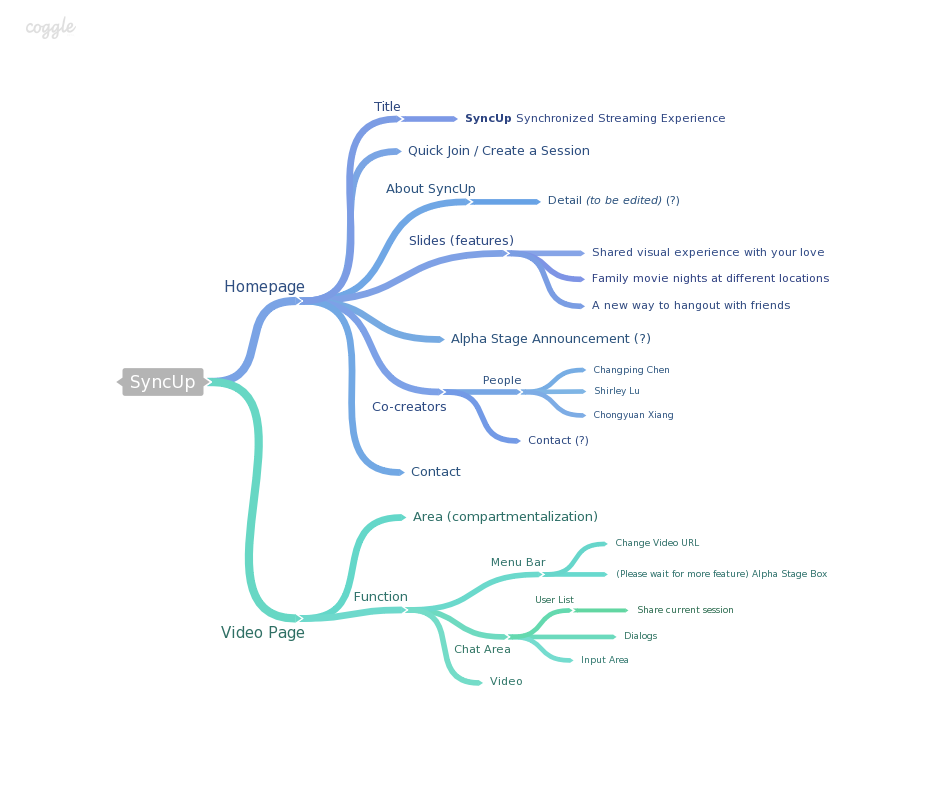 coggle
Title
SyncUp Synchronized Streaming Experience
Quick Join / Create a Session
About SyncUp
Detail (to be edited) (?)
Slides (features)
Shared visual experience with your love
Family movie nights at different locations
A new way to hangout with friends
Homepage
Alpha Stage Announcement (?)
People
Changping Chen
Shirley Lu
Chongyuan Xiang
Co-creators
Contact (?)
Contact
SyncUp
Area (compartmentalization)
Menu Bar
Change Video URL
(Please wait for more feature) Alpha Stage Box
Function
User List
Share current session
Dialogs
Chat Area
Input Area
Video
Video Page